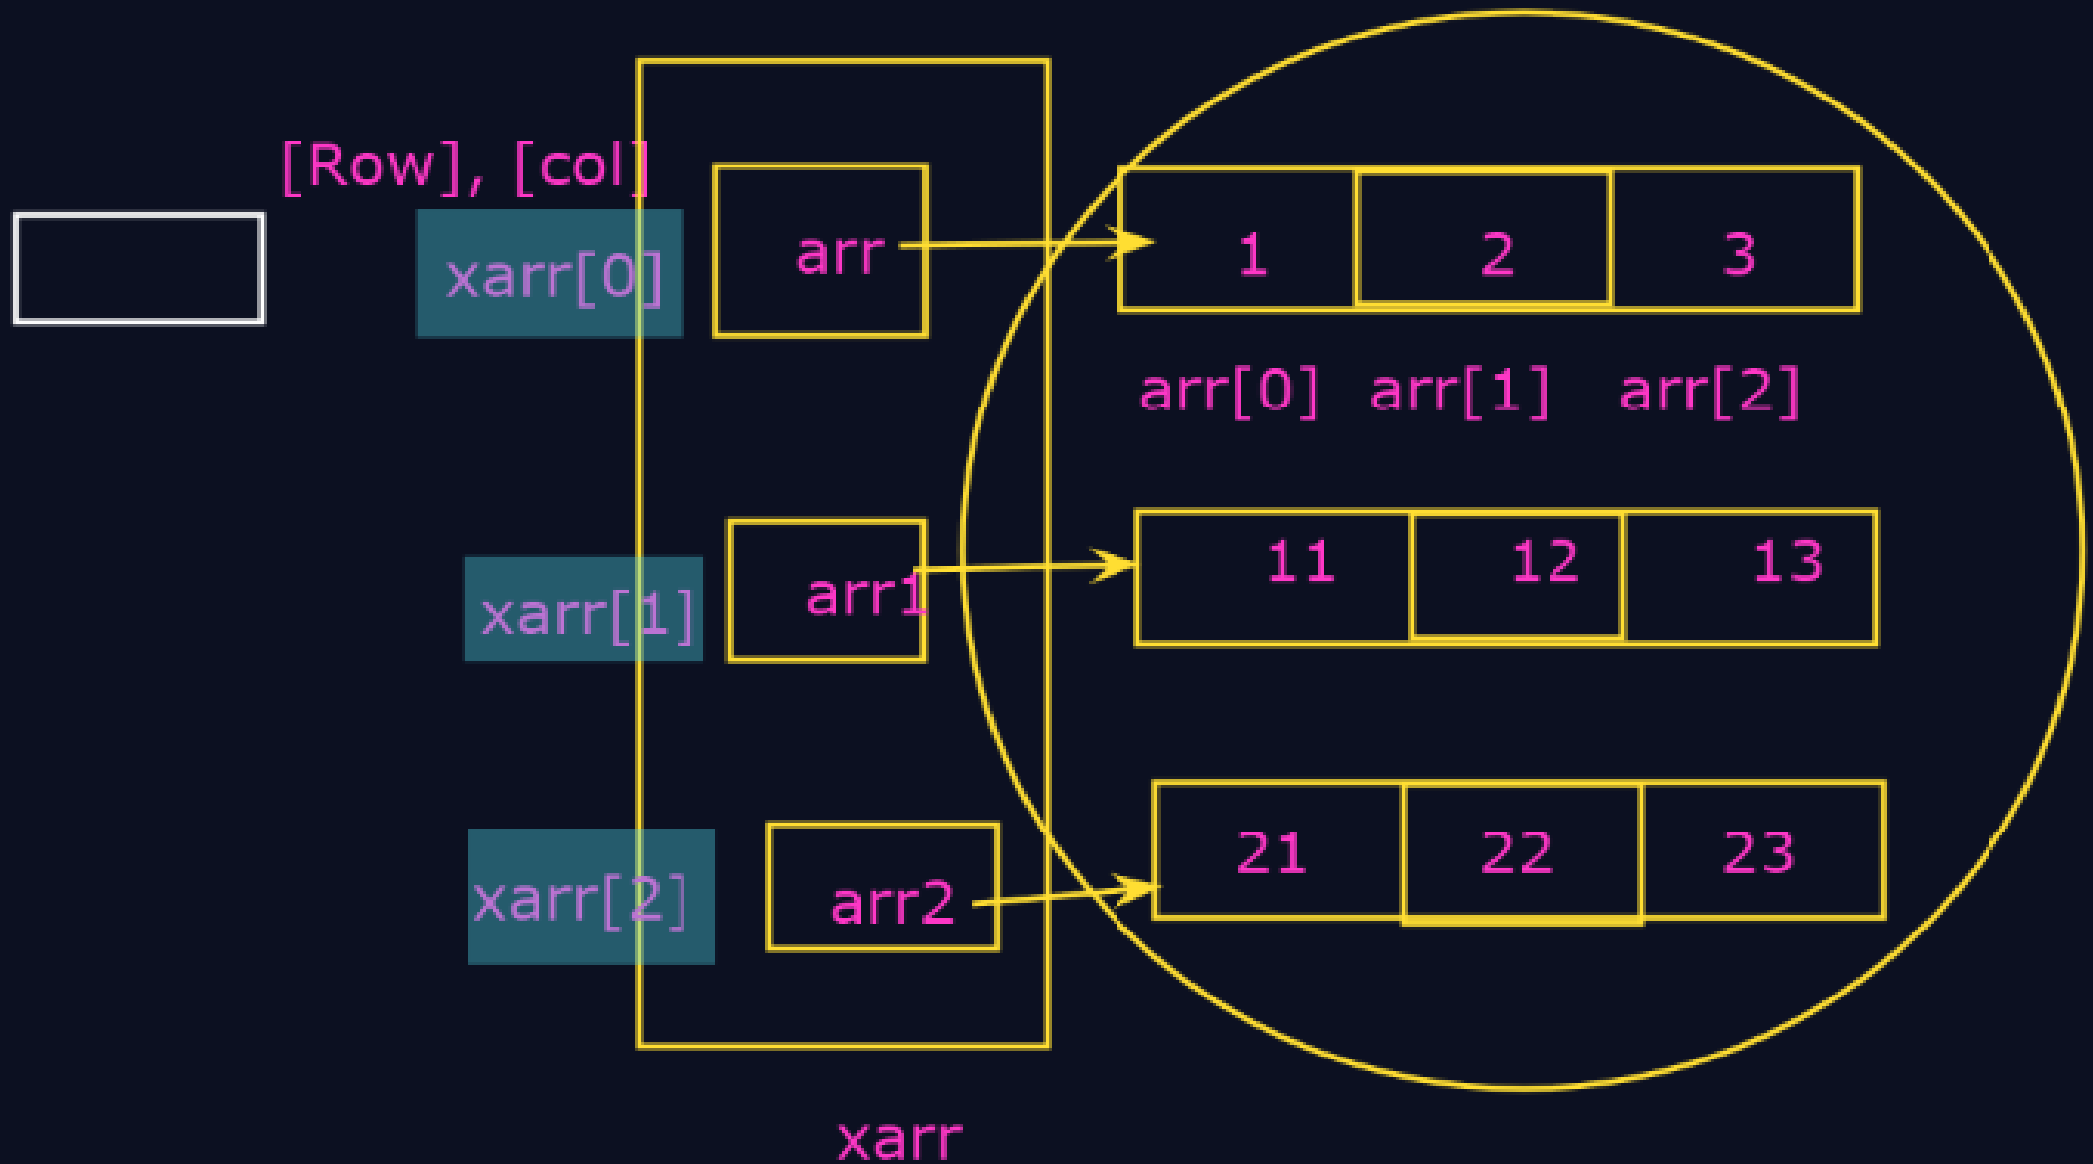 [Row], [col]
xarr[0] arr 1 2 3
arr[0] arr[1] arr[2]
xarr[1] arr1 11 12 13
xarr[2] arr2 21 22 23
xarr